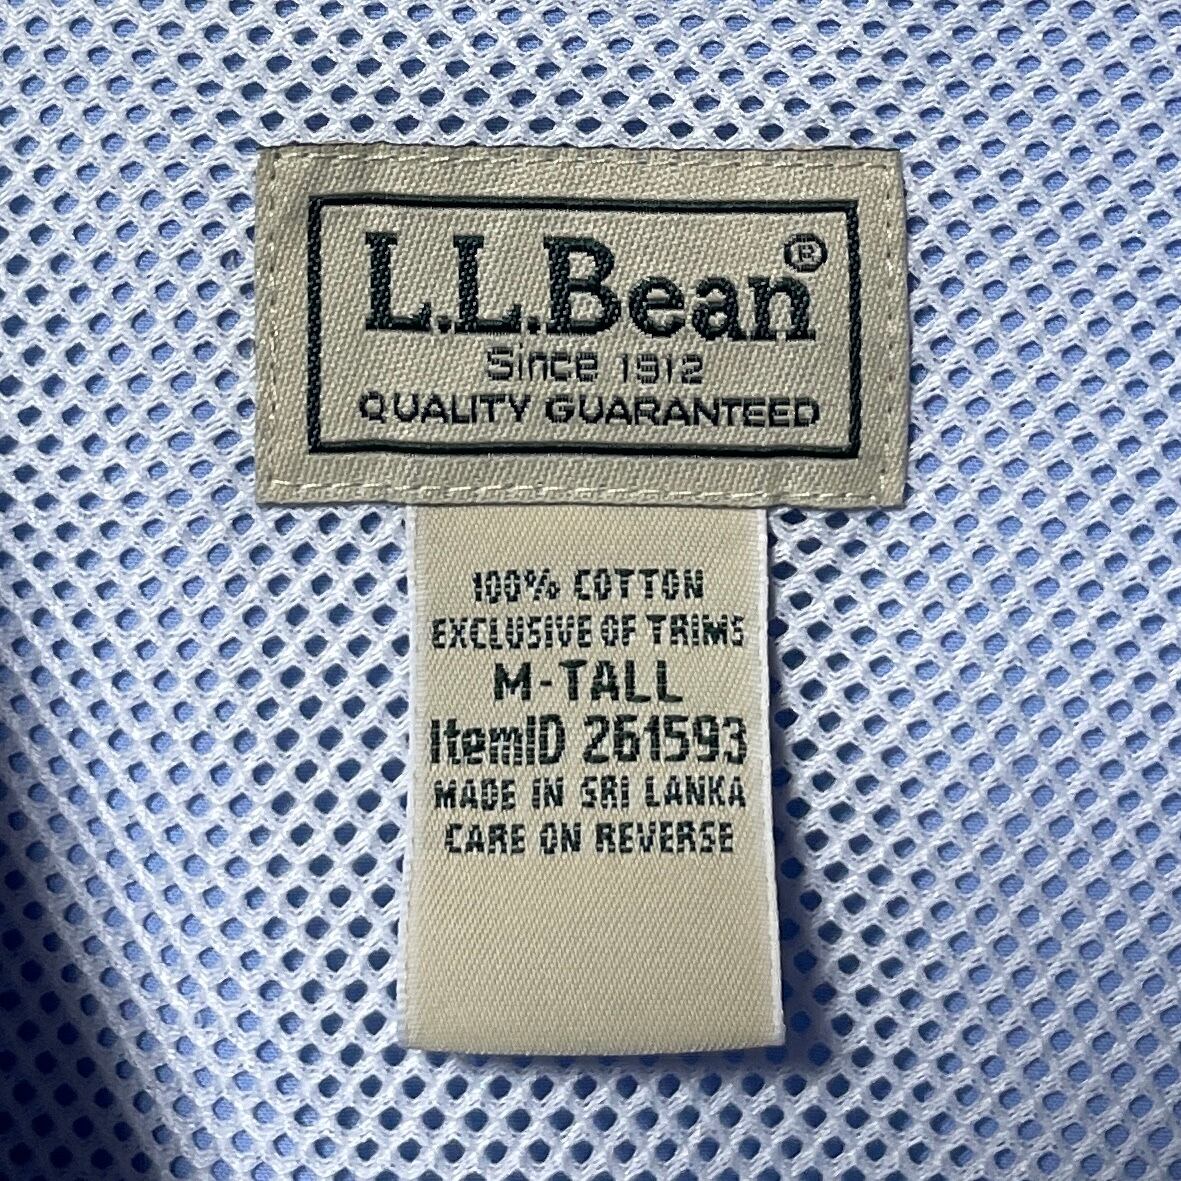 L.L.Bean®
Since 1912
QUALITY GUARANTEED
100% COTTON
EXCLUSIVE OF TRIMS
M-TALL
ItemID 261593
MADE IN SRI LANKA
CARE ON REVERSE